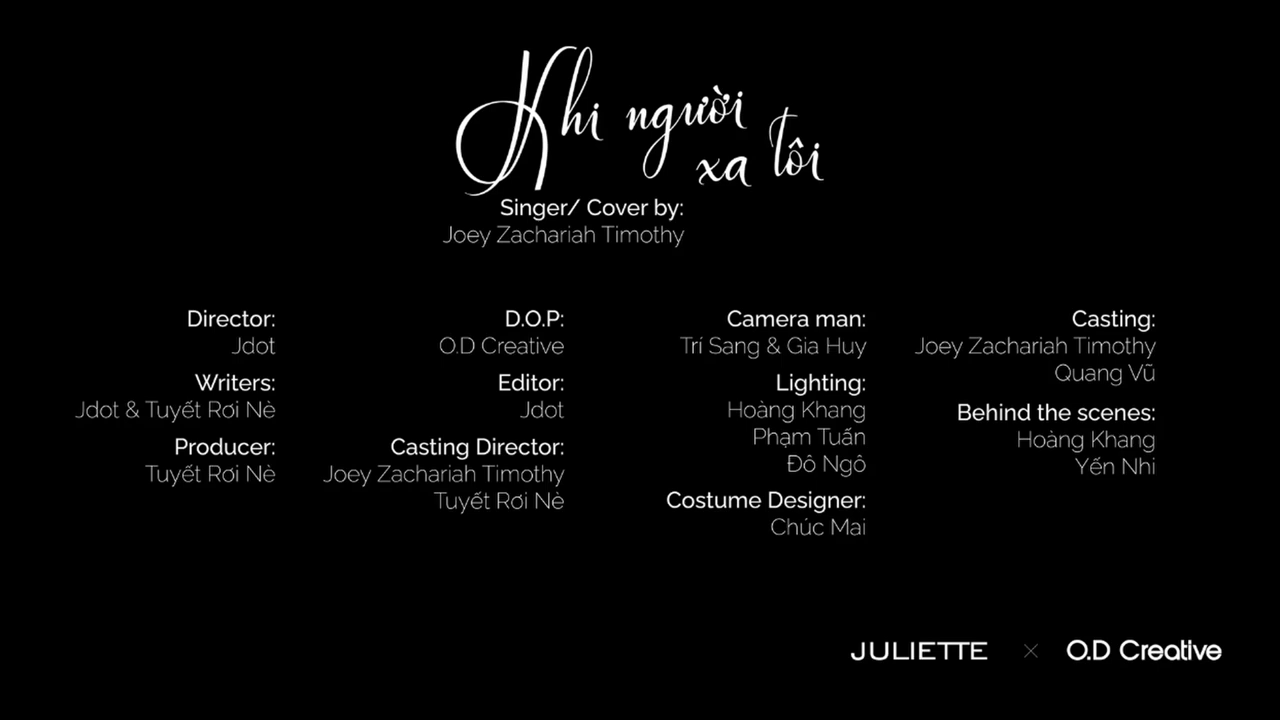 Khi người
xa tôi
Singer/ Cover by:
Joey Zachariah Timothy
Director:
Jdot
Writers:
Jdot & Tuyết Rơi Nè
Producer:
Tuyết Rơi Nè
D.O.P:
O.D Creative
Editor:
Jdot
Casting Director:
Joey Zachariah Timothy
Tuyết Rơi Nè
Camera man:
Trí Sang & Gia Huy
Lighting:
Hoàng Khang
Phạm Tuấn
Đô Ngô
Costume Designer:
Chúc Mai
Casting:
Joey Zachariah Timothy
Quang Vũ
Behind the scenes:
Hoàng Khang
Yến Nhi
JULIETTE × O.D Creative